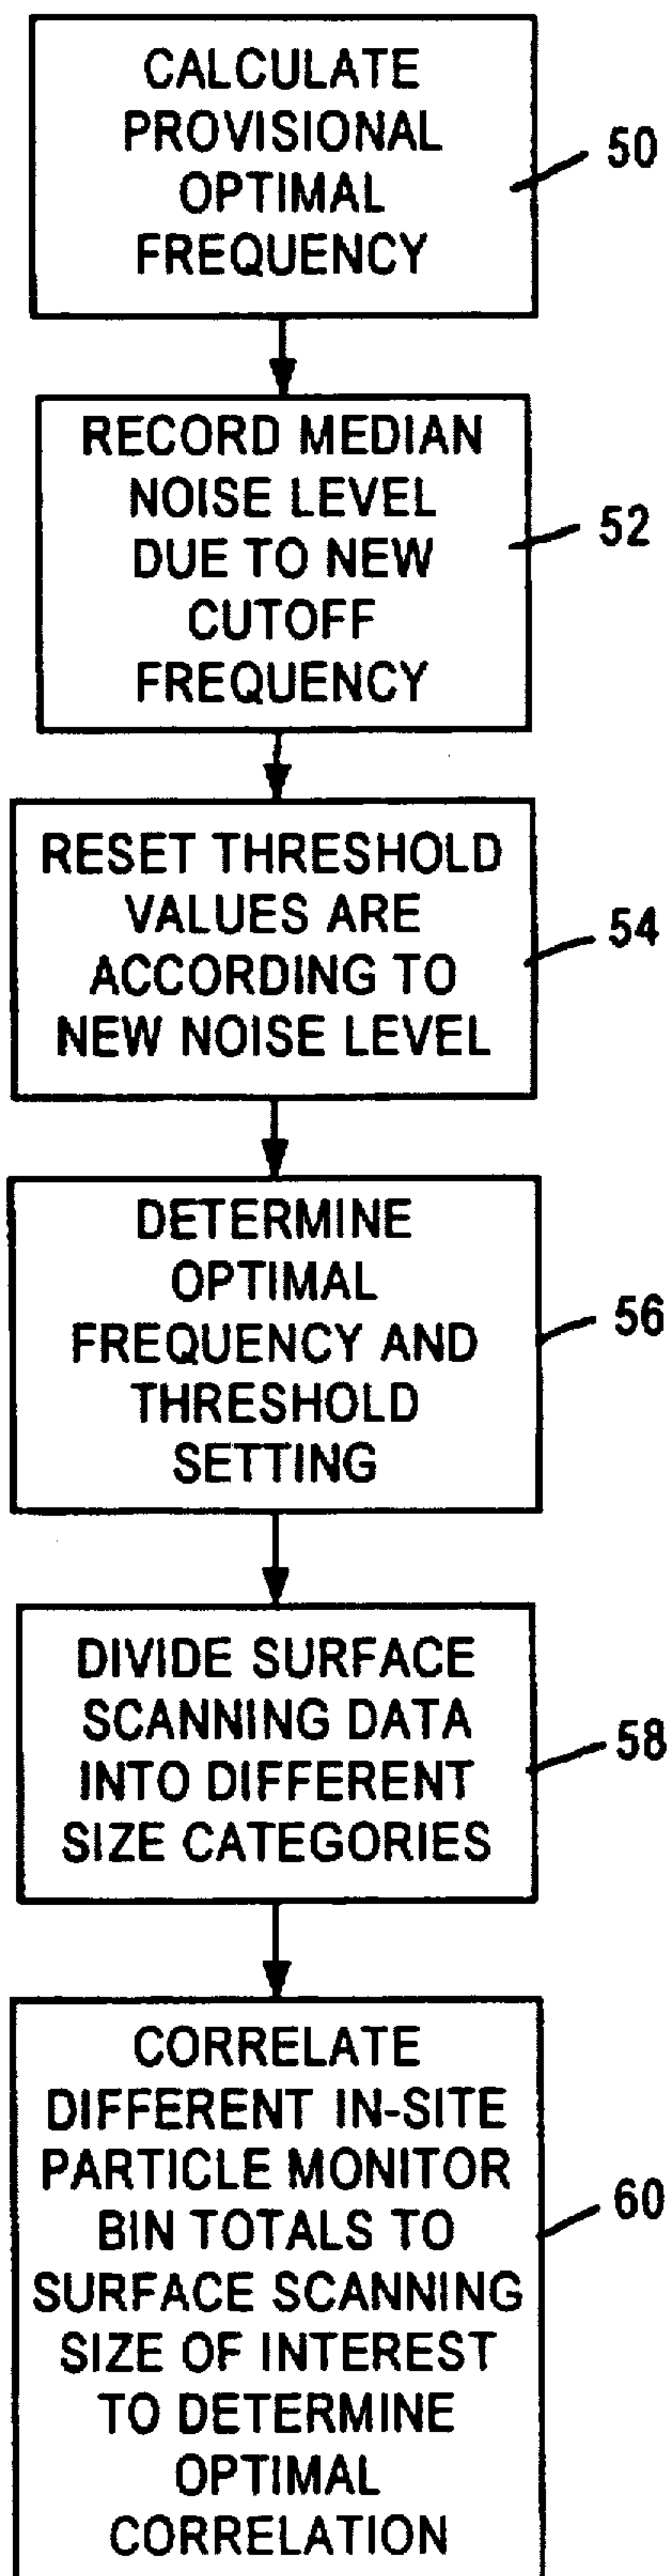 CALCULATE
PROVISIONAL
OPTIMAL
FREQUENCY
50
RECORD MEDIAN
NOISE LEVEL
DUE TO NEW
CUTOFF
FREQUENCY
52
RESET THRESHOLD
VALUES ARE
ACCORDING TO
NEW NOISE LEVEL
54
DETERMINE
OPTIMAL
FREQUENCY AND
THRESHOLD
SETTING
56
DIVIDE SURFACE
SCANNING DATA
INTO DIFFERENT
SIZE CATEGORIES
58
CORRELATE
DIFFERENT IN-SITE
PARTICLE MONITOR
BIN TOTALS TO
SURFACE SCANNING
SIZE OF INTEREST
TO DETERMINE
OPTIMAL
CORRELATION
60